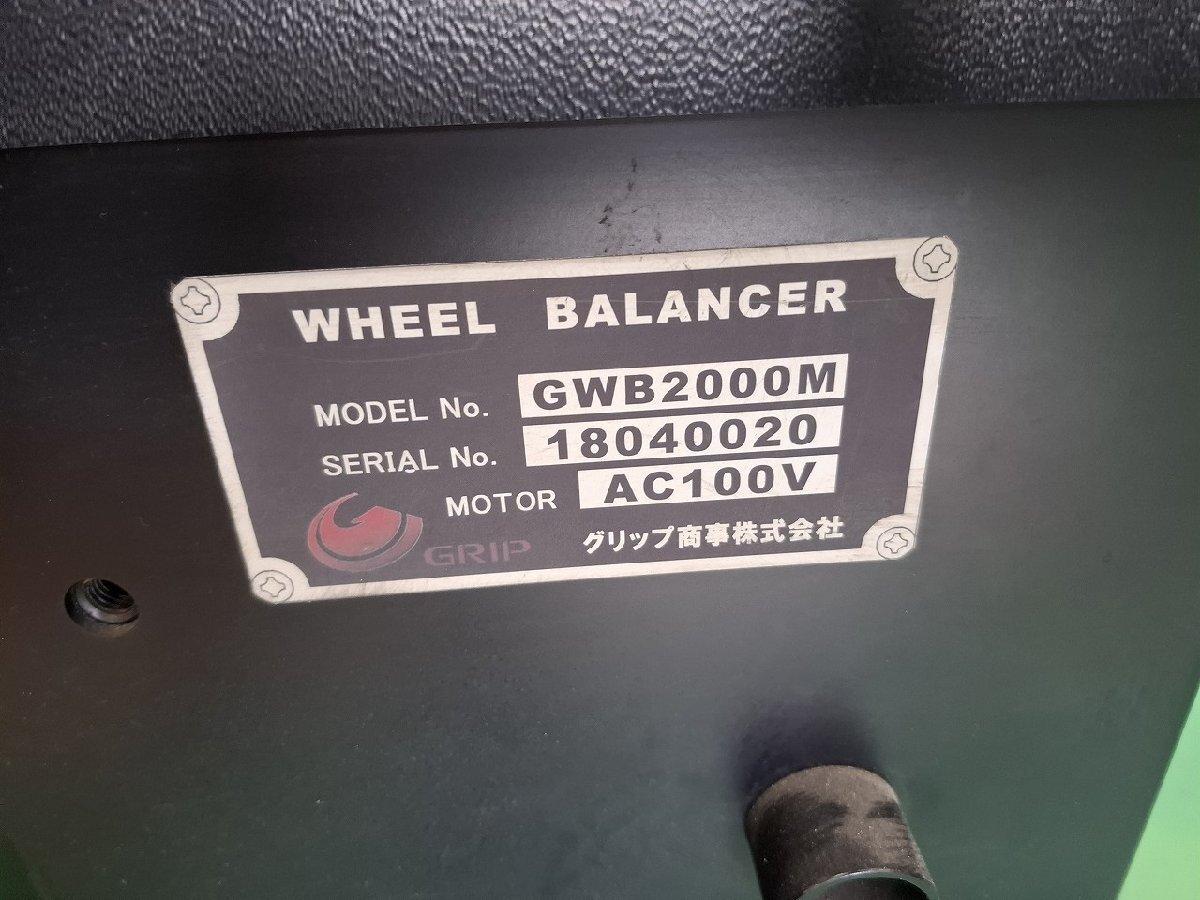 WHEEL BALANCER
MODEL No. GWB2000M
SERIAL No. 18040020
MOTOR AC100V
GRIP グリップ商事株式会社